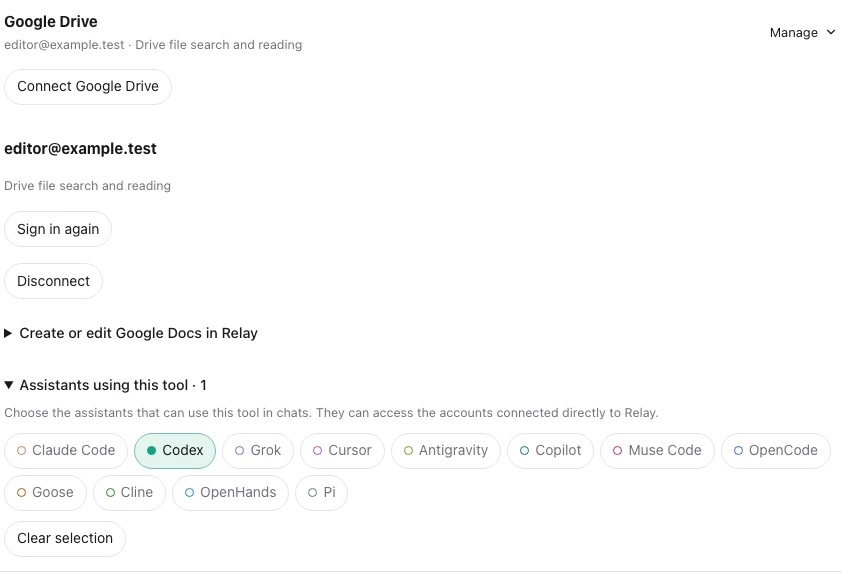 Google Drive
editor@example.test · Drive file search and reading
Manage
Connect Google Drive
editor@example.test
Drive file search and reading
Sign in again
Disconnect
Create or edit Google Docs in Relay
Assistants using this tool · 1
Choose the assistants that can use this tool in chats. They can access the accounts connected directly to Relay.
Claude Code Codex Grok Cursor Antigravity Copilot Muse Code OpenCode
Goose Cline OpenHands Pi
Clear selection